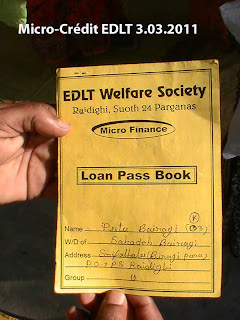 Micro-Crédit EDLT 3.03.2011
EDLT Welfare Society
Raidighi, Suoth 24 Parganas
Micro Finance
Loan Pass Book
Name Bairagi (03)
W/D of Sahadeb Bairagi
Address
P.O + P.S Raidighi
Group